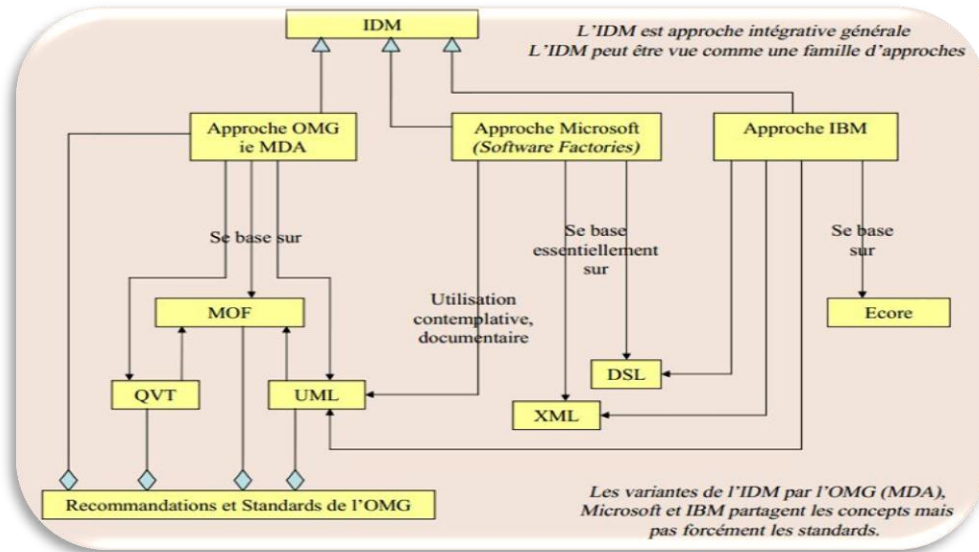 IDM
L'IDM est approche intégrative générale
L'IDM peut être vue comme une famille d'approches
Approche OMG
ie MDA
Approche Microsoft
(Software Factories)
Approche IBM
Se base sur
Se base
essentiellement
sur
Se base
sur
Utilisation
contemplative,
documentaire
MOF
Ecore
QVT
UML
DSL
XML
Recommandations et Standards de l'OMG
Les variantes de l'IDM par l'OMG (MDA),
Microsoft et IBM partagent les concepts mais
pas forcément les standards.